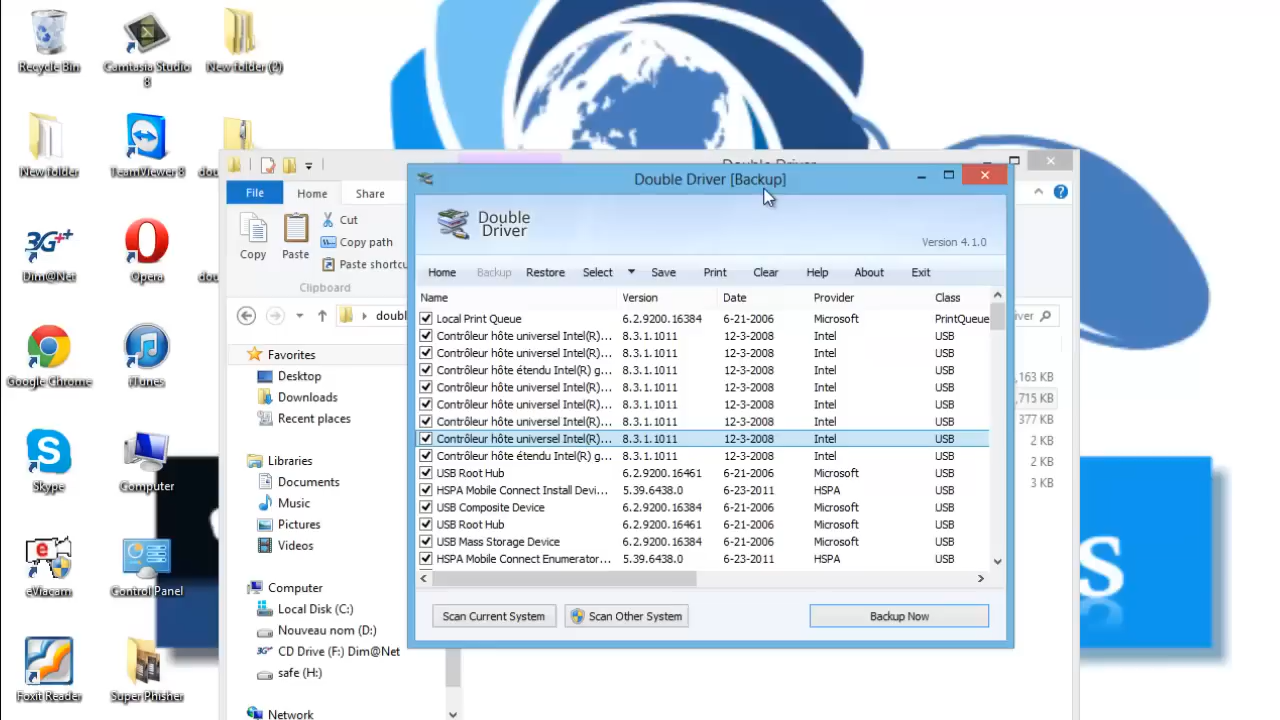 Recycle Bin
Camtasia Studio 8
New folder (2)
New folder
TeamViewer 8
dou
3G++
Dim@Net
Opera
dou
Google Chrome
iTunes
Skype
Computer
eViacam
Control Panel
Foxit Reader
Super Phisher
Double Driver
File
Home
Share
Copy
Paste
Cut
Copy path
Paste shortcu
Clipboard
doubl
iver
Favorites
Desktop
Downloads
Recent places
Libraries
Documents
Music
Pictures
Videos
Computer
Local Disk (C:)
Nouveau nom (D:)
3G++ CD Drive (F:) Dim@Net
safe (H:)
Network
,163 KB
,715 KB
377 KB
2 KB
2 KB
3 KB
Double Driver [Backup]
Double
Driver
Version 4.1.0
Home Backup Restore Select Save Print Clear Help About Exit
Name Version Date Provider Class
Local Print Queue 6.2.9200.16384 6-21-2006 Microsoft PrintQueue
Contrôleur hôte universel Intel(R)... 8.3.1.1011 12-3-2008 Intel USB
Contrôleur hôte universel Intel(R)... 8.3.1.1011 12-3-2008 Intel USB
Contrôleur hôte étendu Intel(R) g... 8.3.1.1011 12-3-2008 Intel USB
Contrôleur hôte universel Intel(R)... 8.3.1.1011 12-3-2008 Intel USB
Contrôleur hôte universel Intel(R)... 8.3.1.1011 12-3-2008 Intel USB
Contrôleur hôte universel Intel(R)... 8.3.1.1011 12-3-2008 Intel USB
Contrôleur hôte universel Intel(R)... 8.3.1.1011 12-3-2008 Intel USB
Contrôleur hôte étendu Intel(R) g... 8.3.1.1011 12-3-2008 Intel USB
USB Root Hub 6.2.9200.16461 6-21-2006 Microsoft USB
HSPA Mobile Connect Install Devi... 5.39.6438.0 6-23-2011 HSPA USB
USB Composite Device 6.2.9200.16384 6-21-2006 Microsoft USB
USB Root Hub 6.2.9200.16461 6-21-2006 Microsoft USB
USB Mass Storage Device 6.2.9200.16384 6-21-2006 Microsoft USB
HSPA Mobile Connect Enumerator... 5.39.6438.0 6-23-2011 HSPA USB
Scan Current System
Scan Other System
Backup Now
s